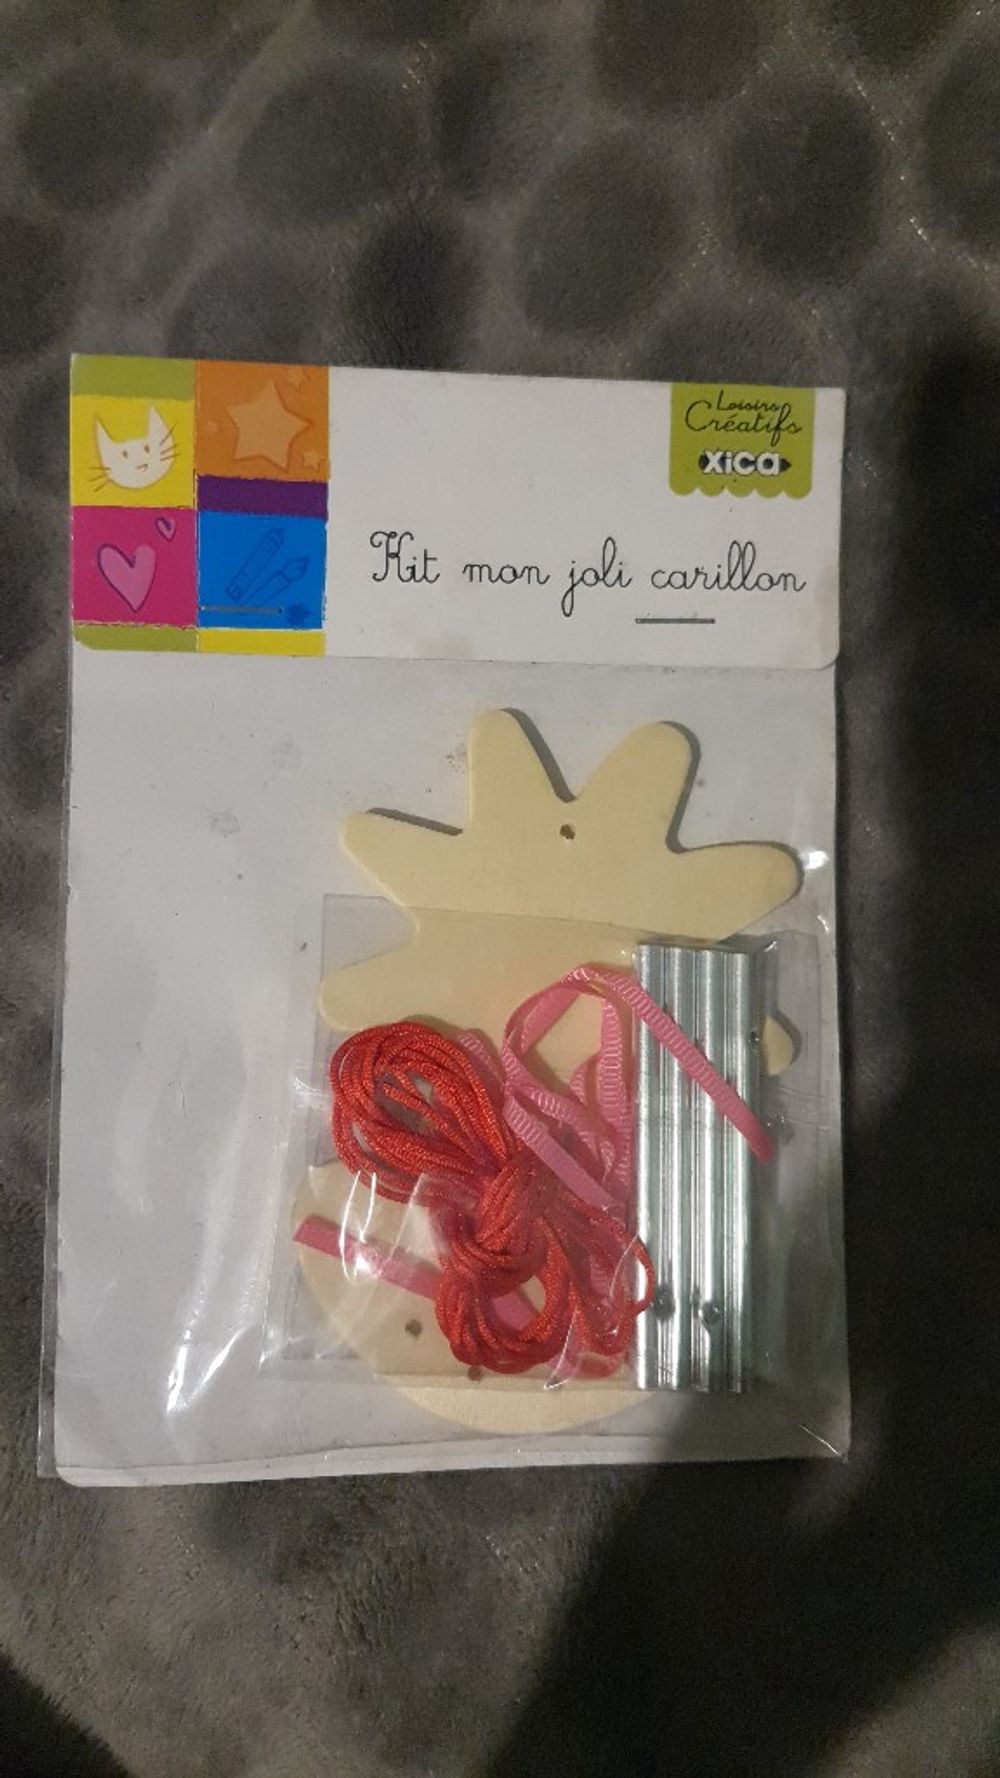 Loisirs
Créatifs
xica
Kit mon joli carillon